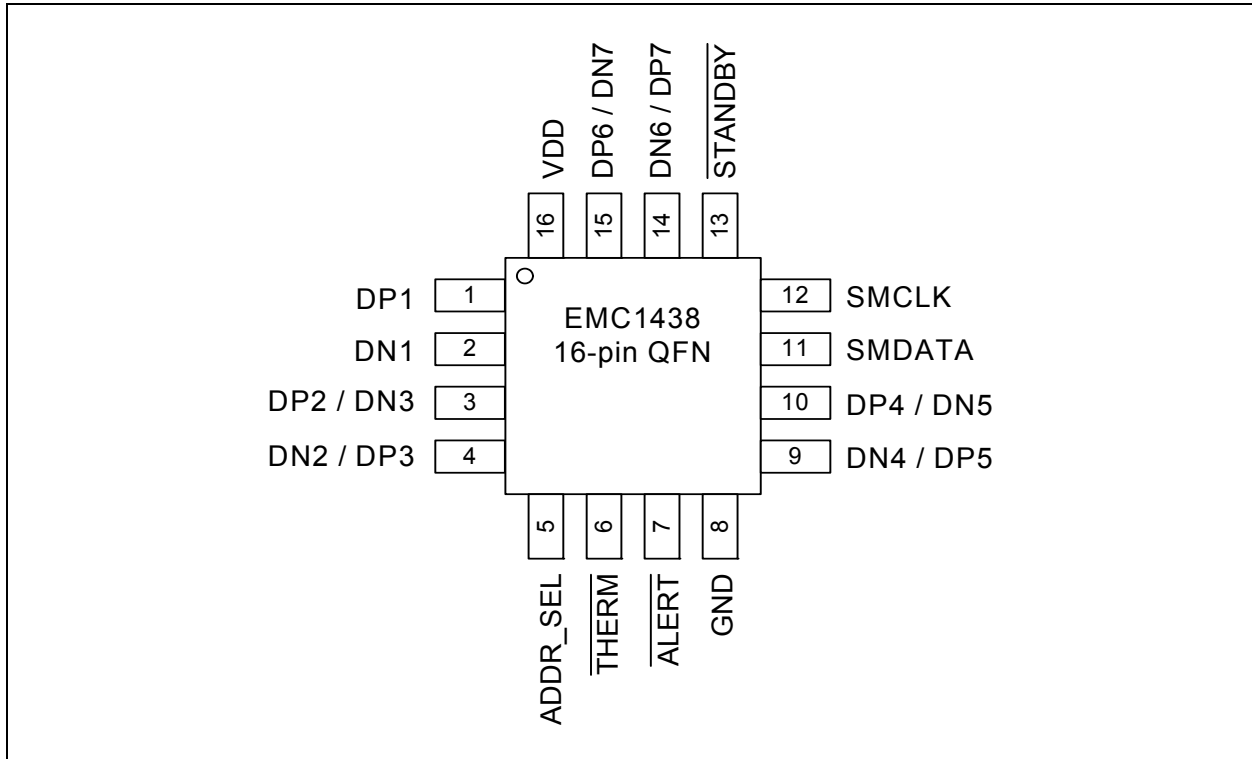 VDD
DP6 / DN7
DN6 / DP7
STANDBY
16
15
14
13
DP1 1
DN1 2
DP2 / DN3 3
DN2 / DP3 4
EMC1438
16-pin QFN
12 SMCLK
11 SMDATA
10 DP4 / DN5
9 DN4 / DP5
5
6
7
8
ADDR_SEL
THERM
ALERT
GND